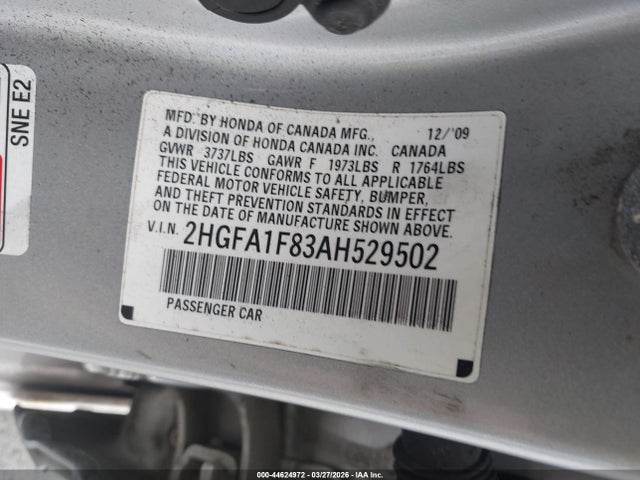 SNE E2
MFD. BY HONDA OF CANADA MFG., 12/'09
A DIVISION OF HONDA CANADA INC. CANADA
GVWR 3737LBS GAWR F 1973LBS R 1764LBS
THIS VEHICLE CONFORMS TO ALL APPLICABLE
FEDERAL MOTOR VEHICLE SAFETY, BUMPER,
AND THEFT PREVENTION STANDARDS IN EFFECT
ON THE DATE OF MANUFACTURE SHOWN ABOVE.
V.I.N. 2HGFA1F83AH529502
PASSENGER CAR
000-44624972 — 03/27/2026 — IAA Inc.